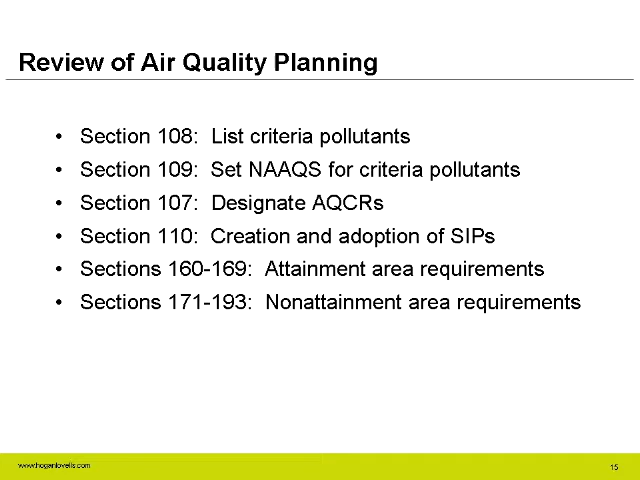 Review of Air Quality Planning
• Section 108: List criteria pollutants
• Section 109: Set NAAQS for criteria pollutants
• Section 107: Designate AQCRs
• Section 110: Creation and adoption of SIPs
• Sections 160-169: Attainment area requirements
• Sections 171-193: Nonattainment area requirements
www.hoganlovells.com
15